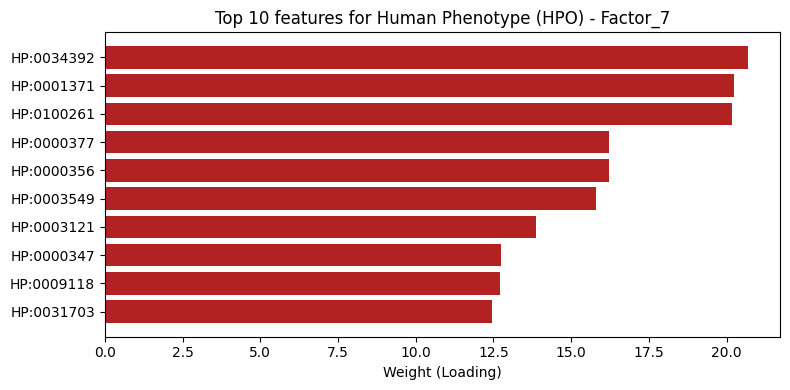 Top 10 features for Human Phenotype (HPO) - Factor_7
HP:0034392
HP:0001371
HP:0100261
HP:0000377
HP:0000356
HP:0003549
HP:0003121
HP:0000347
HP:0009118
HP:0031703
0.0 2.5 5.0 7.5 10.0 12.5 15.0 17.5 20.0
Weight (Loading)